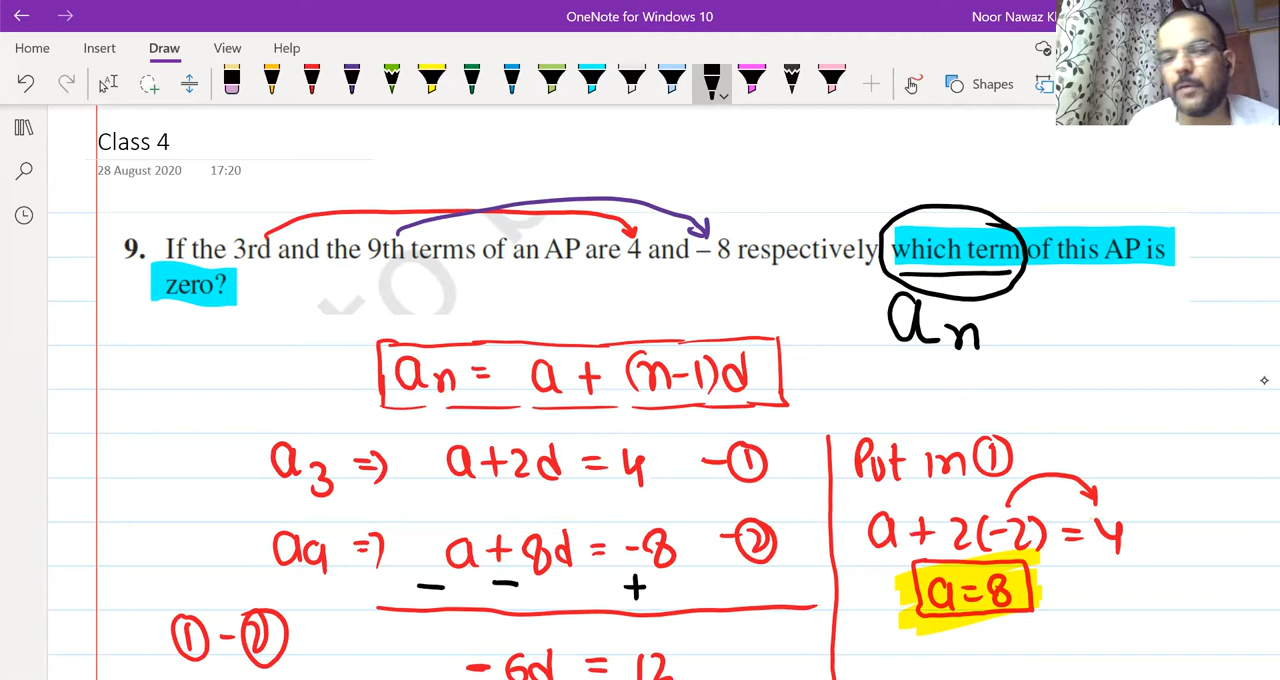 OneNote for Windows 10
Noor Nawaz
Home Insert Draw View Help
Shapes
Class 4
28 August 2020 17:20
9. If the 3rd and the 9th terms of an AP are 4 and – 8 respectively which term of this AP is
zero?
an
an = a + (n-1)d
a3 => a+2d = 4 -①
a9 => a+8d = -8 -②
- - +
①-②
-6d = 12
Put in ①
a + 2(-2) = 4
a=8